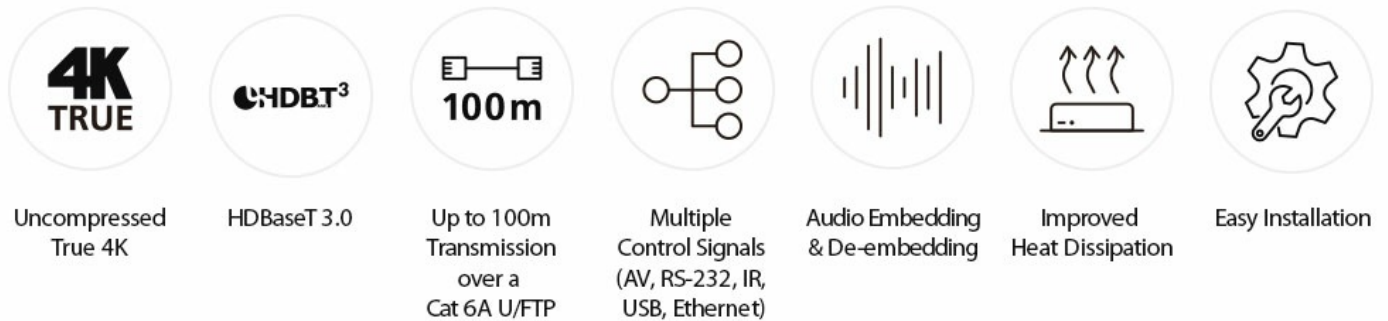 4K
TRUE
HDBT3
100m
Uncompressed
True 4K
HDBaseT 3.0
Up to 100m
Transmission
over a
Cat 6A U/FTP
Multiple
Control Signals
(AV, RS-232, IR,
USB, Ethernet)
Audio Embedding
& De-embedding
Improved
Heat Dissipation
Easy Installation